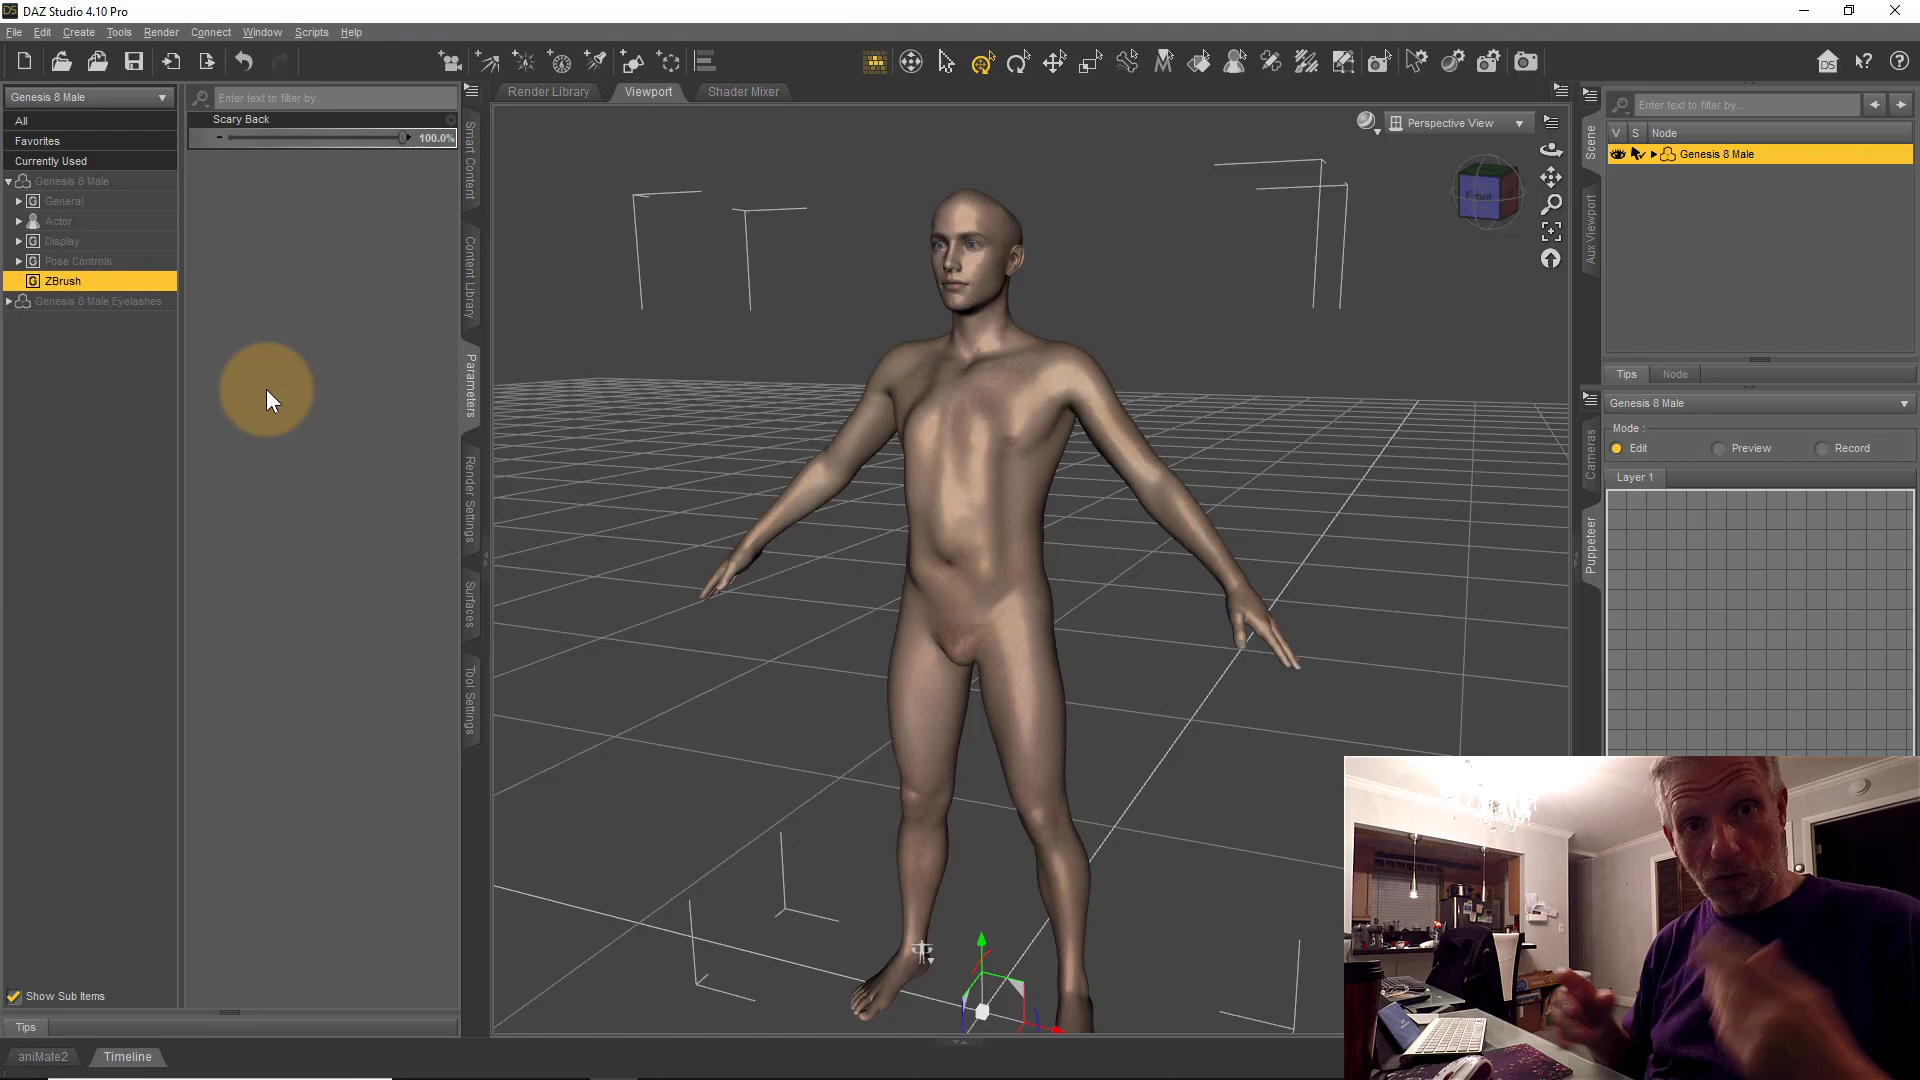 DAZ Studio 4.10 Pro
File Edit Create Tools Render Connect Window Scripts Help
Genesis 8 Male
All
Favorites
Currently Used
Genesis 8 Male
General
Actor
Display
Pose Controls
ZBrush
Genesis 8 Male Eyelashes
Show Sub Items
Tips
aniMate2 Timeline
Enter text to filter by...
Scary Back
100.0%
Smart Content
Content Library
Parameters
Render Settings
Surfaces
Tool Settings
Render Library Viewport Shader Mixer
Perspective View
Front
Scene
Aux Viewport
Enter text to filter by...
V S Node
Genesis 8 Male
Tips Node
Cameras
Puppeteer
Genesis 8 Male
Mode :
Edit Preview Record
Layer 1